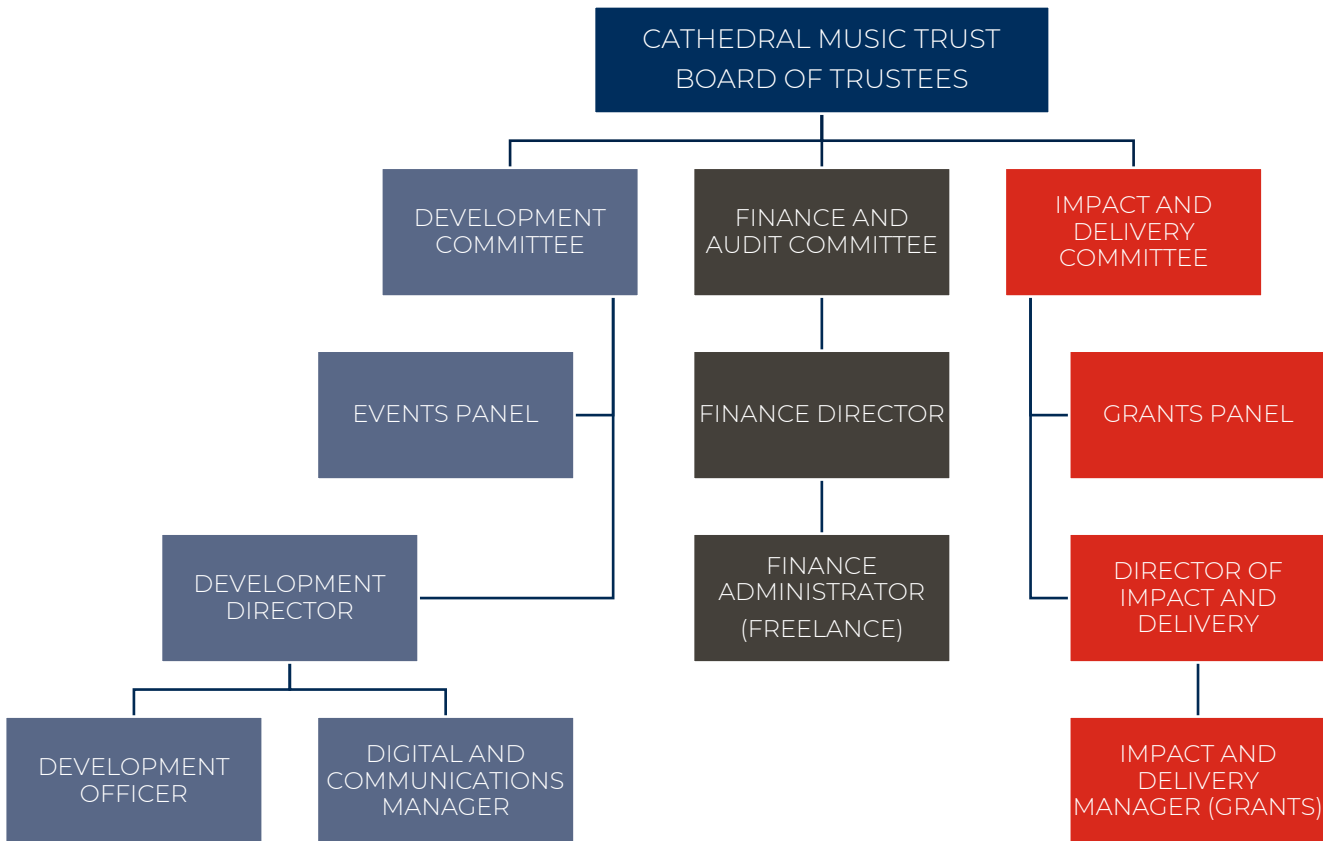 CATHEDRAL MUSIC TRUST
BOARD OF TRUSTEES
DEVELOPMENT
COMMITTEE
FINANCE AND
AUDIT COMMITTEE
IMPACT AND
DELIVERY
COMMITTEE
EVENTS PANEL
FINANCE DIRECTOR
GRANTS PANEL
DEVELOPMENT
DIRECTOR
FINANCE
ADMINISTRATOR
(FREELANCE)
DIRECTOR OF
IMPACT AND
DELIVERY
DEVELOPMENT
OFFICER
DIGITAL AND
COMMUNICATIONS
MANAGER
IMPACT AND
DELIVERY
MANAGER (GRANTS)